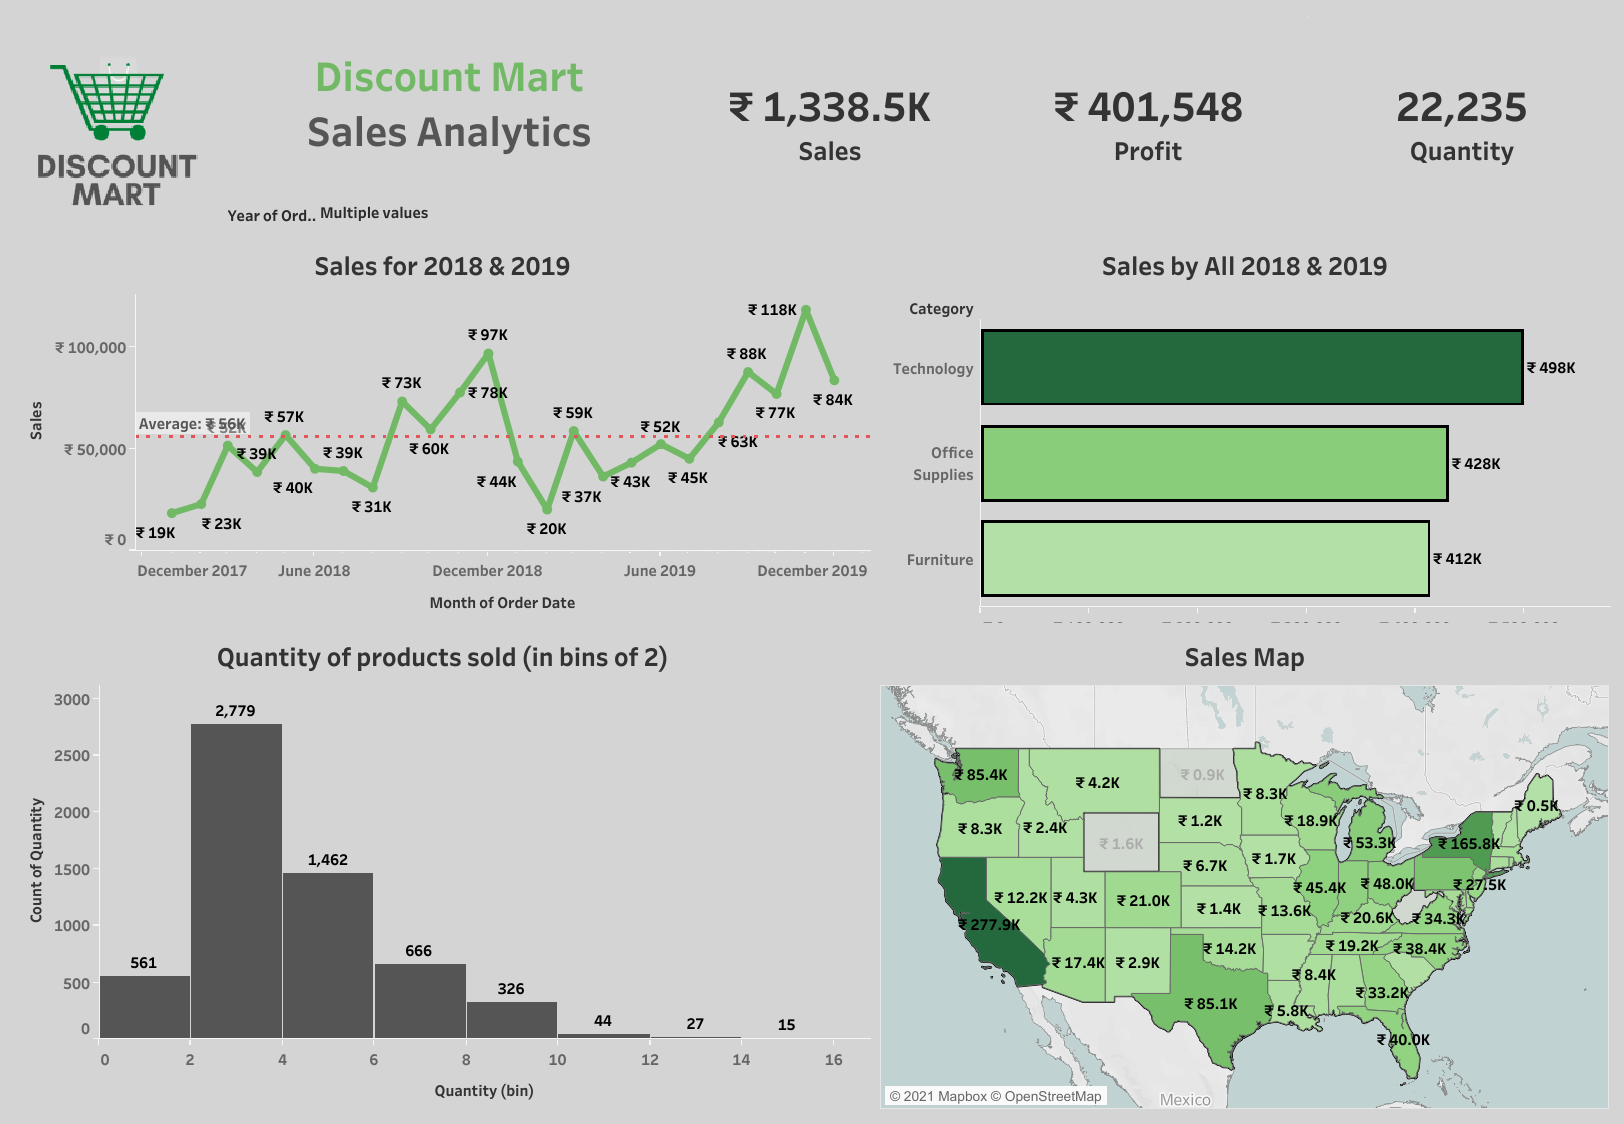 DISCOUNT
MART
Discount Mart
Sales Analytics
₹ 1,338.5K
Sales
₹ 401,548
Profit
22,235
Quantity
Year of Ord.. Multiple values
Sales for 2018 & 2019
Sales
₹ 100,000
₹ 50,000
₹ 0
Average: ₹ 56K
₹ 19K
₹ 23K
₹ 52K
₹ 39K
₹ 57K
₹ 40K
₹ 39K
₹ 31K
₹ 73K
₹ 60K
₹ 78K
₹ 97K
₹ 44K
₹ 20K
₹ 59K
₹ 37K
₹ 43K
₹ 52K
₹ 45K
₹ 63K
₹ 88K
₹ 77K
₹ 118K
₹ 84K
December 2017
June 2018
December 2018
June 2019
December 2019
Month of Order Date
Sales by All 2018 & 2019
Category
Technology
₹ 498K
Office
Supplies
₹ 428K
Furniture
₹ 412K
Quantity of products sold (in bins of 2)
Count of Quantity
3000
2500
2000
1500
1000
500
0
561
2,779
1,462
666
326
44
27
15
0
2
4
6
8
10
12
14
16
Quantity (bin)
Sales Map
₹ 85.4K
₹ 4.2K
₹ 0.9K
₹ 8.3K
₹ 0.5K
₹ 8.3K
₹ 2.4K
₹ 1.6K
₹ 1.2K
₹ 18.9K
₹ 53.3K
₹ 165.8K
₹ 6.7K
₹ 1.7K
₹ 12.2K
₹ 4.3K
₹ 21.0K
₹ 1.4K
₹ 13.6K
₹ 45.4K
₹ 48.0K
₹ 27.5K
₹ 277.9K
₹ 20.6K
₹ 34.3K
₹ 17.4K
₹ 2.9K
₹ 14.2K
₹ 19.2K
₹ 38.4K
₹ 8.4K
₹ 33.2K
₹ 85.1K
₹ 5.8K
₹ 40.0K
Mexico
© 2021 Mapbox © OpenStreetMap